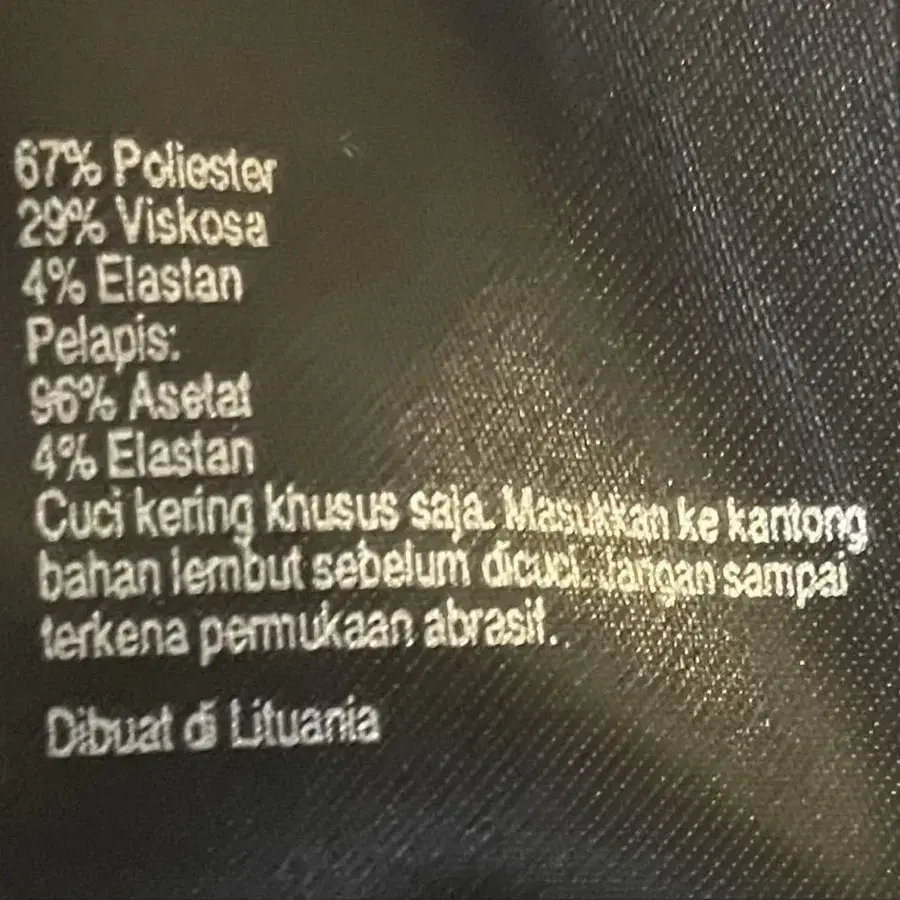 67% Poliester
29% Viskosa
4% Elastan
Pelapis:
96% Asetat
4% Elastan
Cuci kering khusus saja. Masukkan ke kantong
bahan lembut sebelum dicuci. Jangan sampai
terkena permukaan abrasif..
Dibuat di Lituania